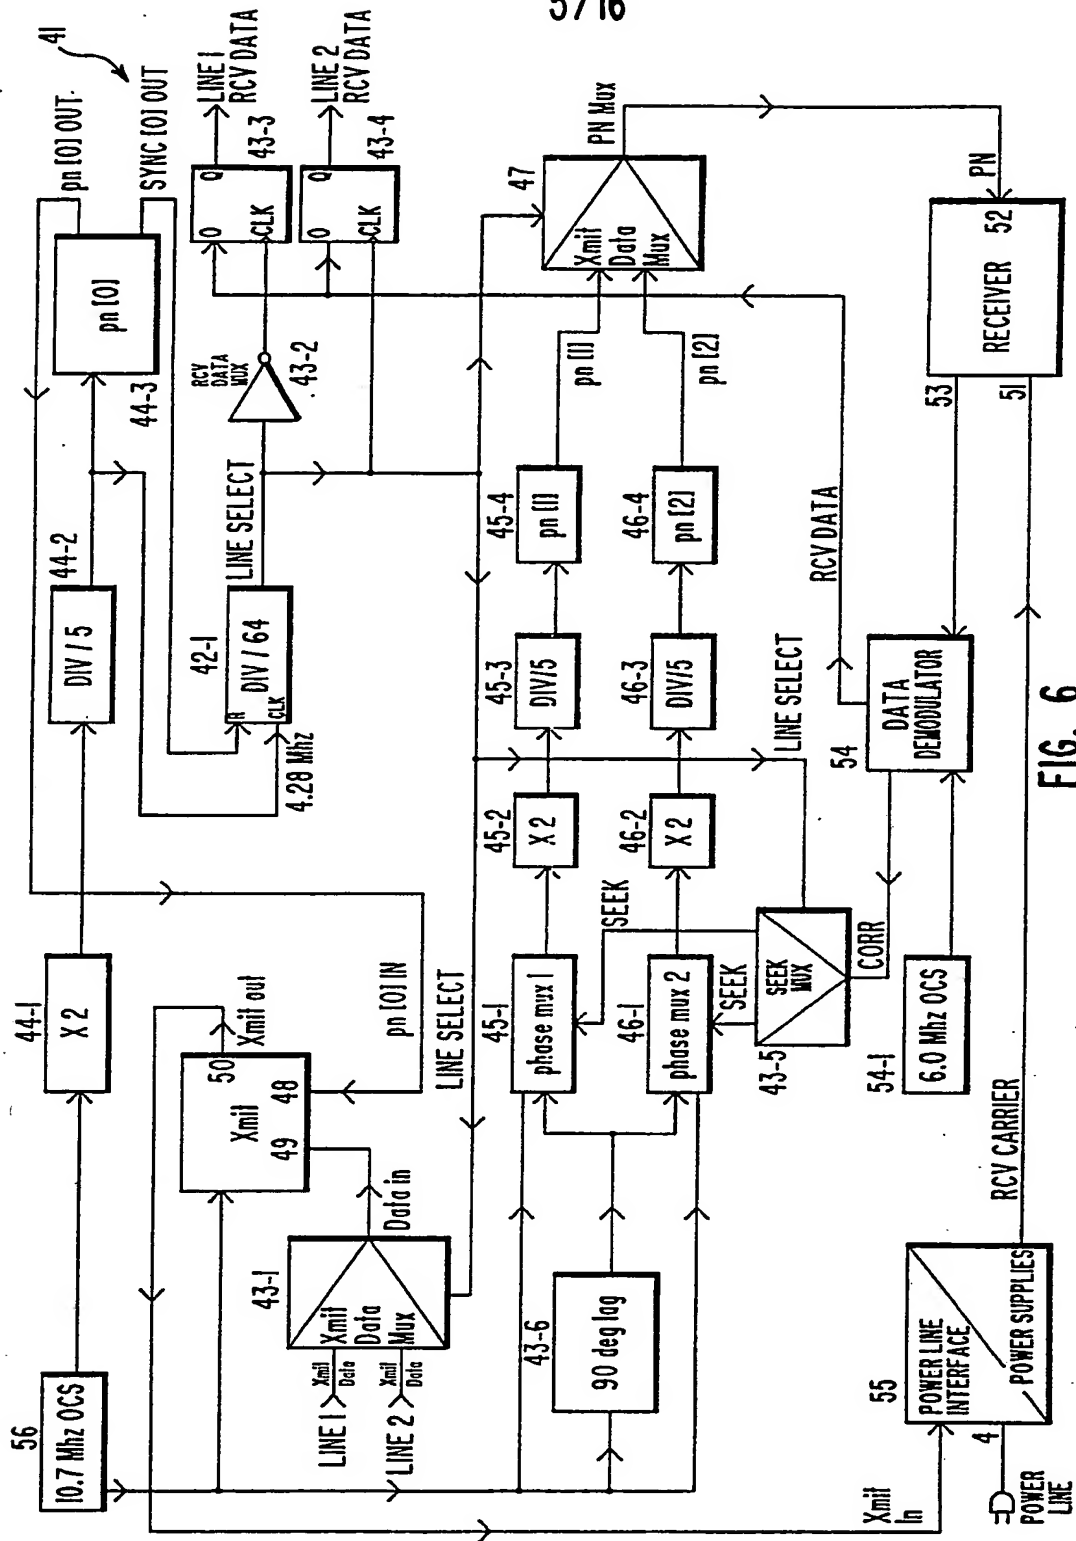 5/16
41
56
10.7 Mhz OCS
44-1
X 2
44-2
DIV / 5
44-3
pn [0]
pn [0] OUT
SYNC [0] OUT
Xmit out
50
Xmit
49
48
pn [0] IN
42-1
R
DIV / 64
CLK
4.28 Mhz
LINE SELECT
RCV
DATA
MUX
43-2
O
Q
CLK
43-3
LINE 1
RCV DATA
O
Q
CLK
43-4
LINE 2
RCV DATA
43-1
Xmit
Data
Mux
Data in
Xmit
Data
LINE 1
Xmit
Data
LINE 2
LINE SELECT
43-6
90 deg lag
45-1
phase mux 1
45-2
X 2
45-3
DIV/5
45-4
pn [1]
pn [1]
46-1
phase mux 2
46-2
X 2
46-3
DIV/5
46-4
pn [2]
pn [2]
47
Xmit
Data
Mux
PN Mux
SEEK
SEEK
43-5
SEEK
MUX
LINE SELECT
CORR
54-1
6.0 Mhz OCS
54
DATA
DEMODULATOR
RCV DATA
53
51
RECEIVER
52
PN
55
POWER LINE
INTERFACE
POWER SUPPLIES
RCV CARRIER
Xmit
In
4
POWER
LINE
FIG. 6